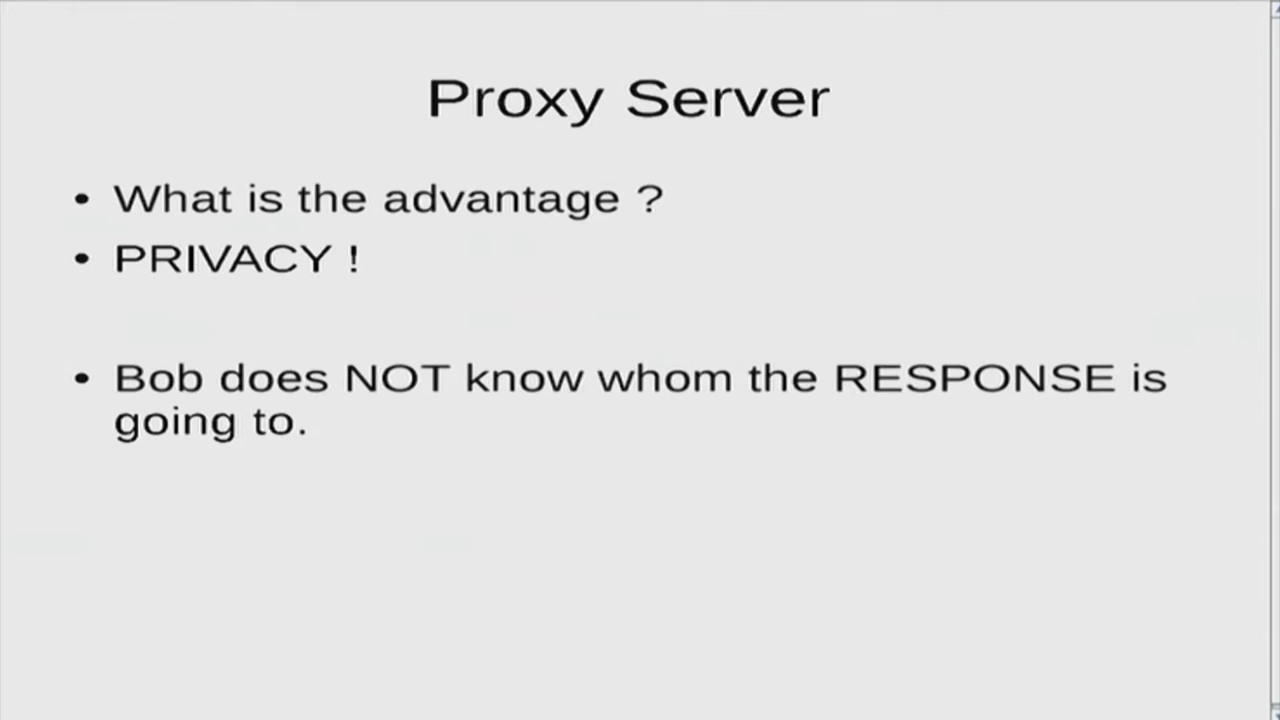 Proxy Server
• What is the advantage ?
• PRIVACY !
• Bob does NOT know whom the RESPONSE is
going to.